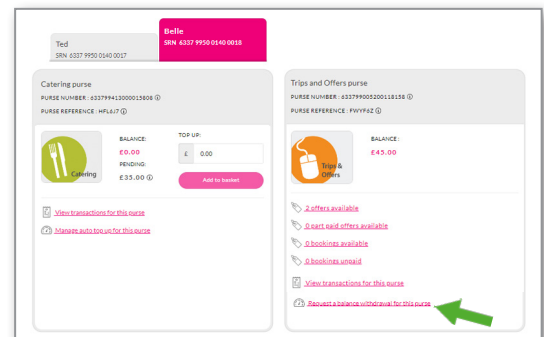 Ted
SRN 6337 9950 0140 0017
Belle
SRN 6337 9950 0140 0018
Catering purse
PURSE NUMBER : 633799413000015808
PURSE REFERENCE : HFL6J7
Catering
BALANCE:
£0.00
PENDING:
£35.00
TOP UP:
£ 0.00
Add to basket
View transactions for this purse
Manage auto top up for this purse
Trips and Offers purse
PURSE NUMBER : 633799005200118158
PURSE REFERENCE : FWYF6Z
Trips &
Offers
BALANCE:
£45.00
2 offers available
0 part paid offers available
0 bookings available
0 bookings unpaid
View transactions for this purse
Request a balance withdrawal for this purse